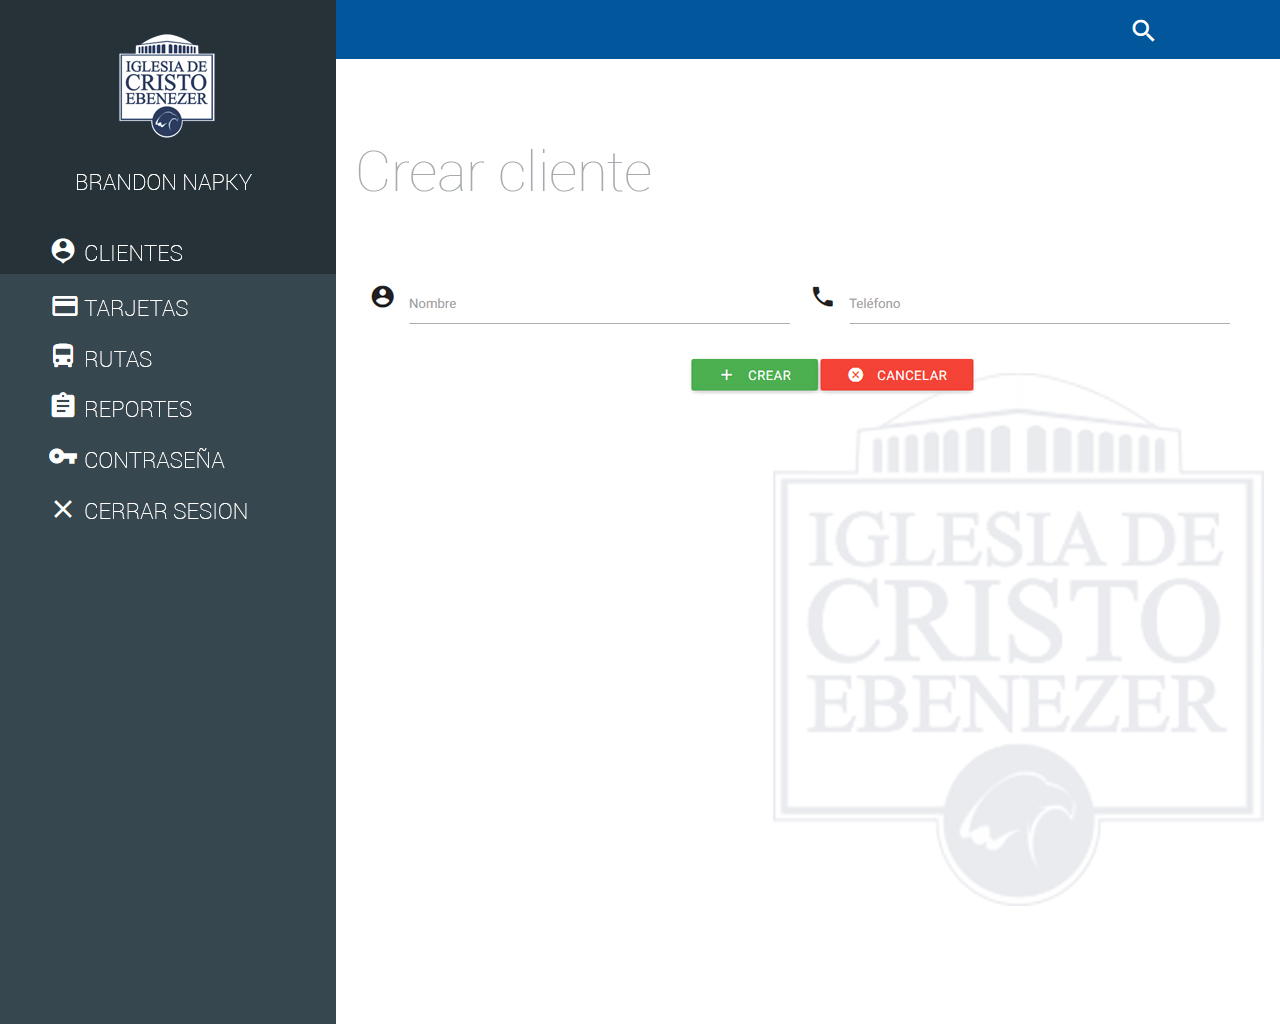 IGLESIA DE
CRISTO
EBENEZER
BRANDON NAPKY
CLIENTES
TARJETAS
RUTAS
REPORTES
CONTRASEÑA
CERRAR SESION
Crear cliente
Nombre
Teléfono
CREAR
CANCELAR
IGLESIA DE
CRISTO
EBENEZER